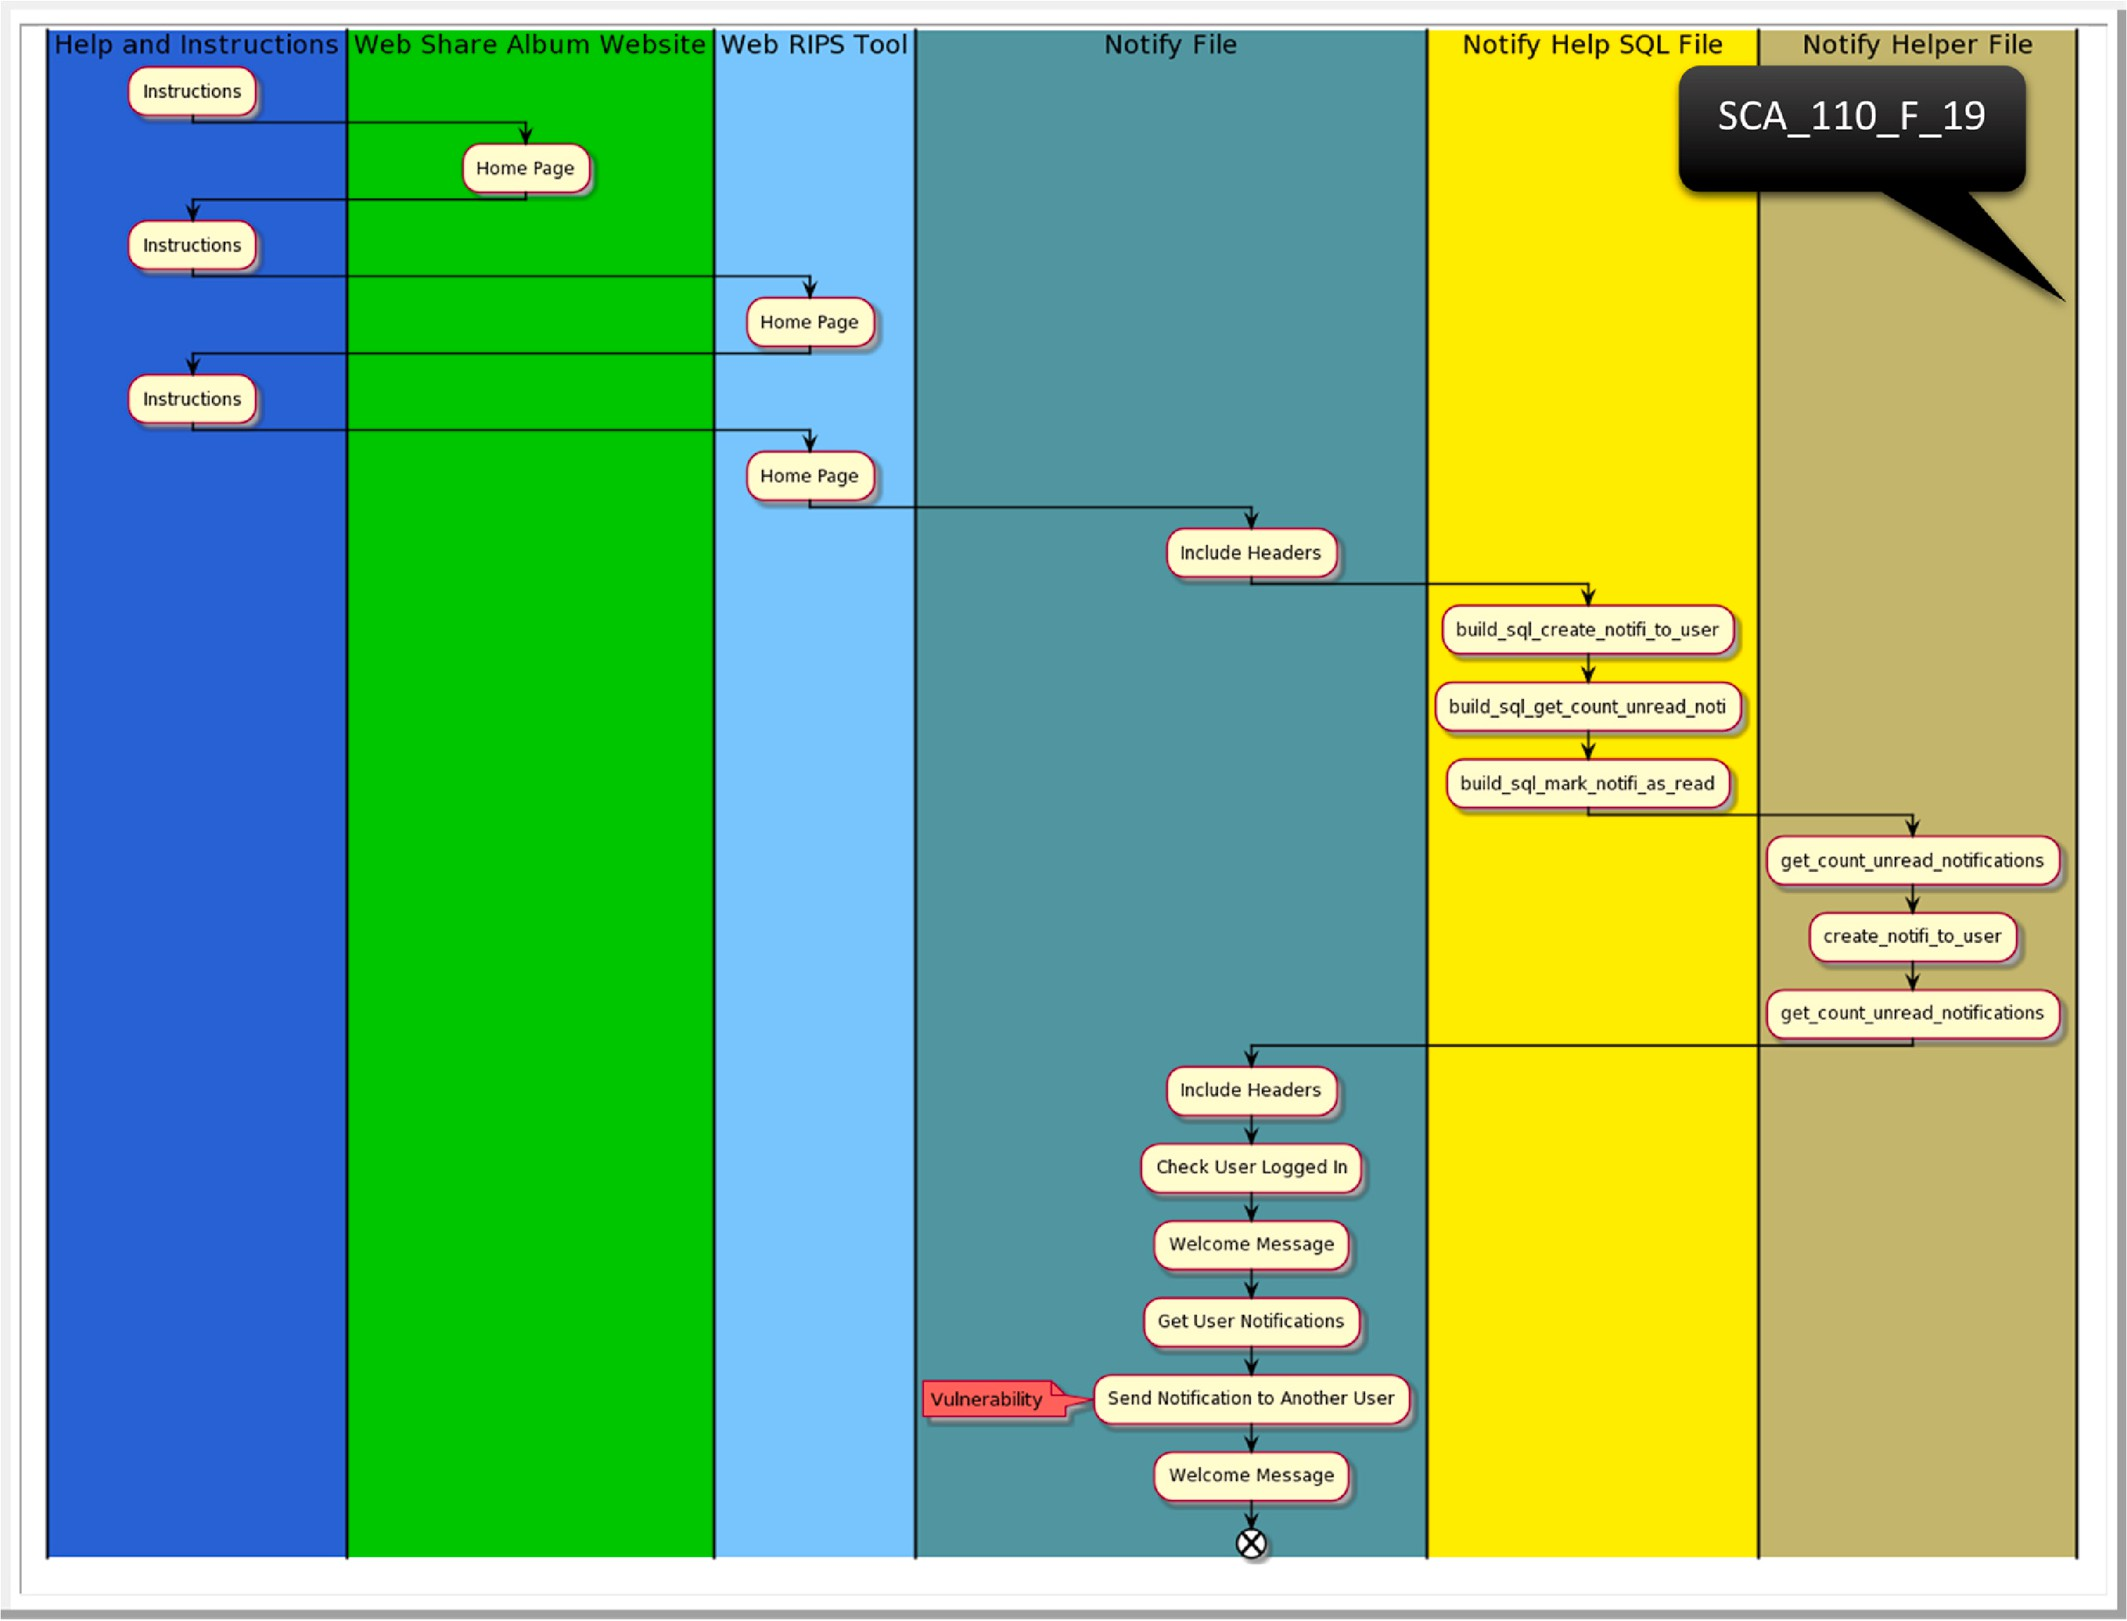 Help and Instructions
Web Share Album Website
Web RIPS Tool
Notify File
Notify Help SQL File
Notify Helper File
SCA_110_F_19
Instructions
Home Page
Instructions
Home Page
Instructions
Home Page
Include Headers
build_sql_create_notifi_to_user
build_sql_get_count_unread_noti
build_sql_mark_notifi_as_read
get_count_unread_notifications
create_notifi_to_user
get_count_unread_notifications
Include Headers
Check User Logged In
Welcome Message
Get User Notifications
Vulnerability
Send Notification to Another User
Welcome Message